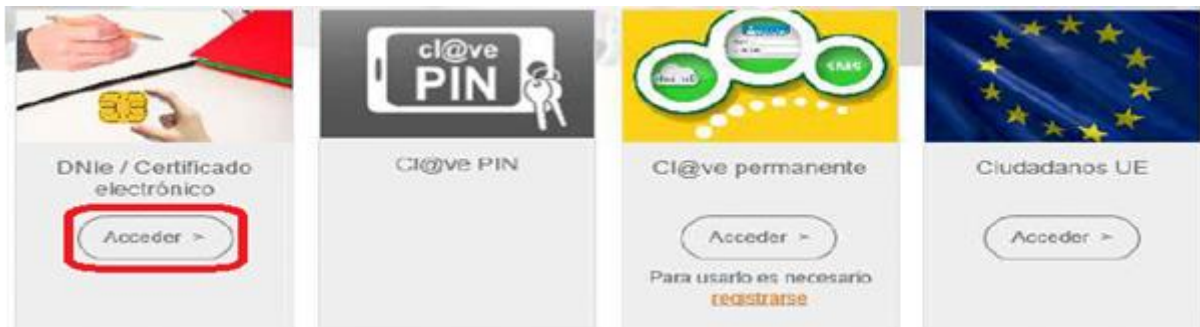 cl@ve
PIN
SMS
DNIe / Certificado
electrónico
Acceder >
Cl@ve PIN
Cl@ve permanente
Acceder >
Para usarlo es necesario
registrarse
Ciudadanos UE
Acceder >